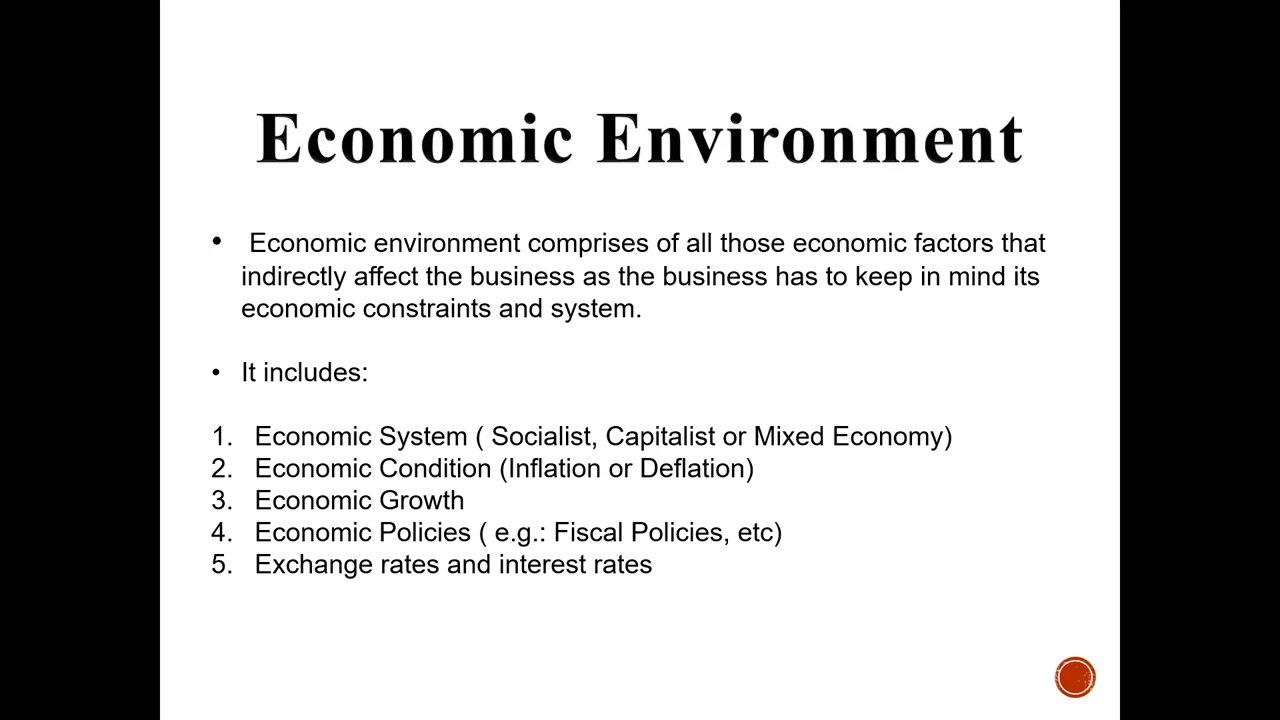 Economic Environment
• Economic environment comprises of all those economic factors that
indirectly affect the business as the business has to keep in mind its
economic constraints and system.
• It includes:
1. Economic System ( Socialist, Capitalist or Mixed Economy)
2. Economic Condition (Inflation or Deflation)
3. Economic Growth
4. Economic Policies ( e.g.: Fiscal Policies, etc)
5. Exchange rates and interest rates